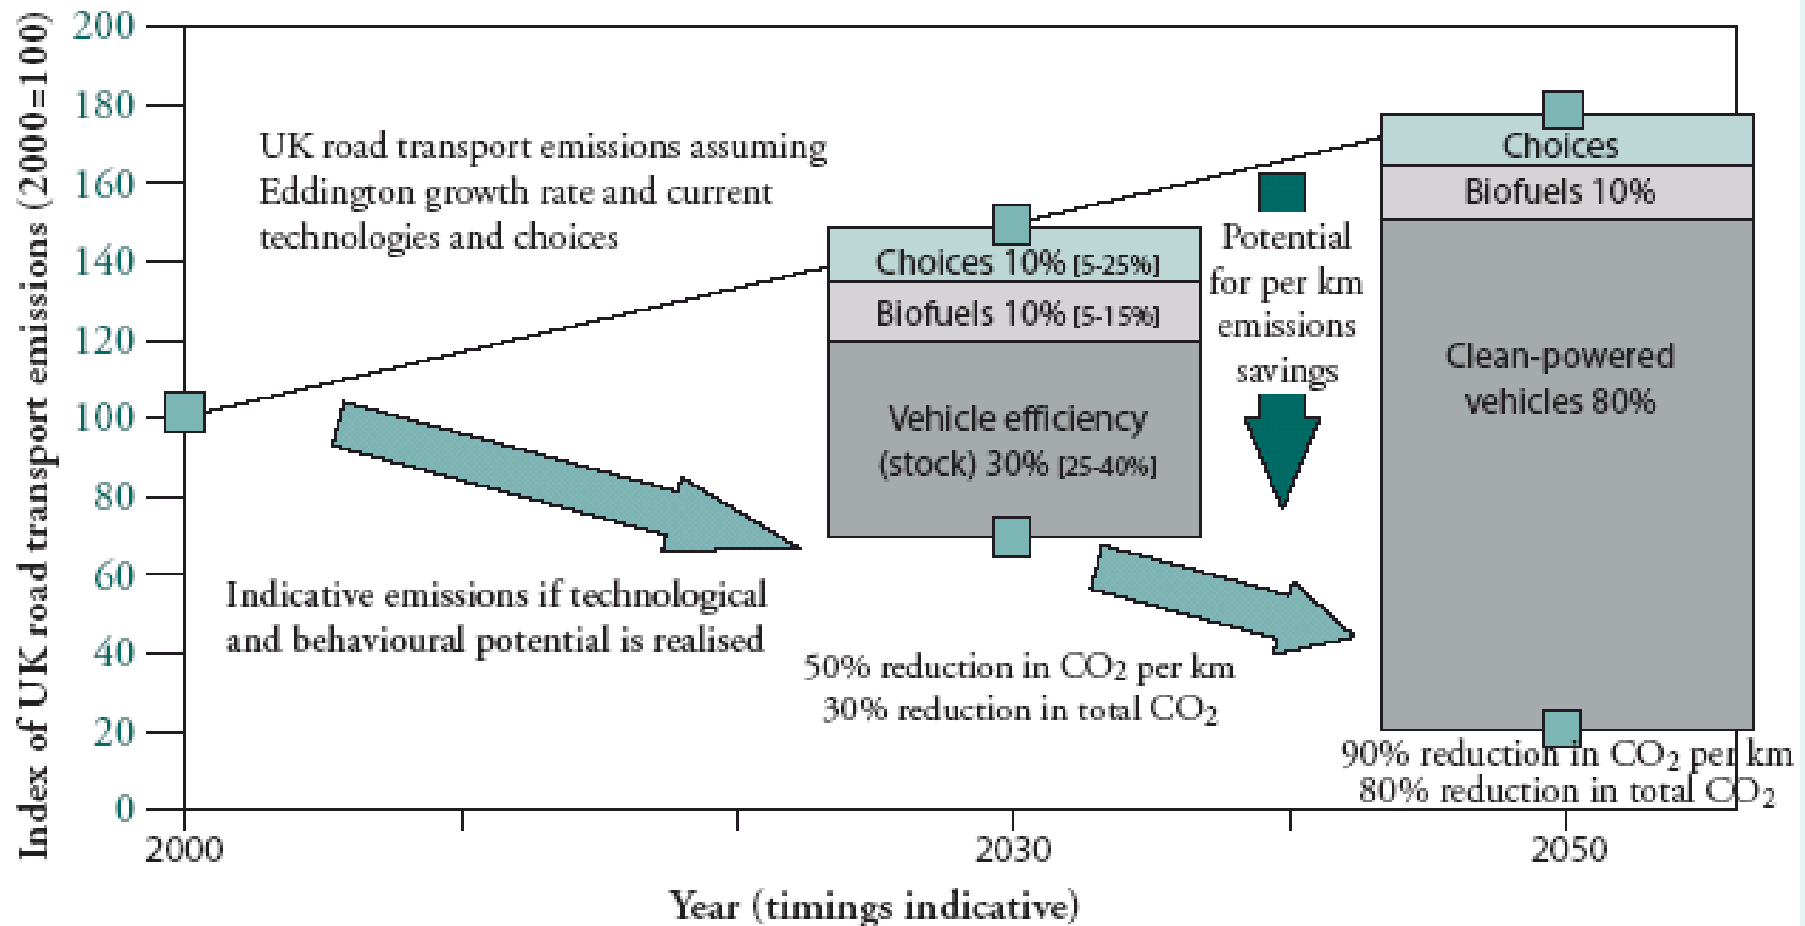 Index of UK road transport emissions (2000=100)
200
180
160
140
120
100
80
60
40
20
0
UK road transport emissions assuming
Eddington growth rate and current
technologies and choices
Indicative emissions if technological
and behavioural potential is realised
Choices 10% [5-25%]
Biofuels 10% [5-15%]
Vehicle efficiency
(stock) 30% [25-40%]
50% reduction in CO₂ per km
30% reduction in total CO₂
Potential
for per km
emissions
savings
Choices
Biofuels 10%
Clean-powered
vehicles 80%
90% reduction in CO₂ per km
80% reduction in total CO₂
2000
2030
2050
Year (timings indicative)